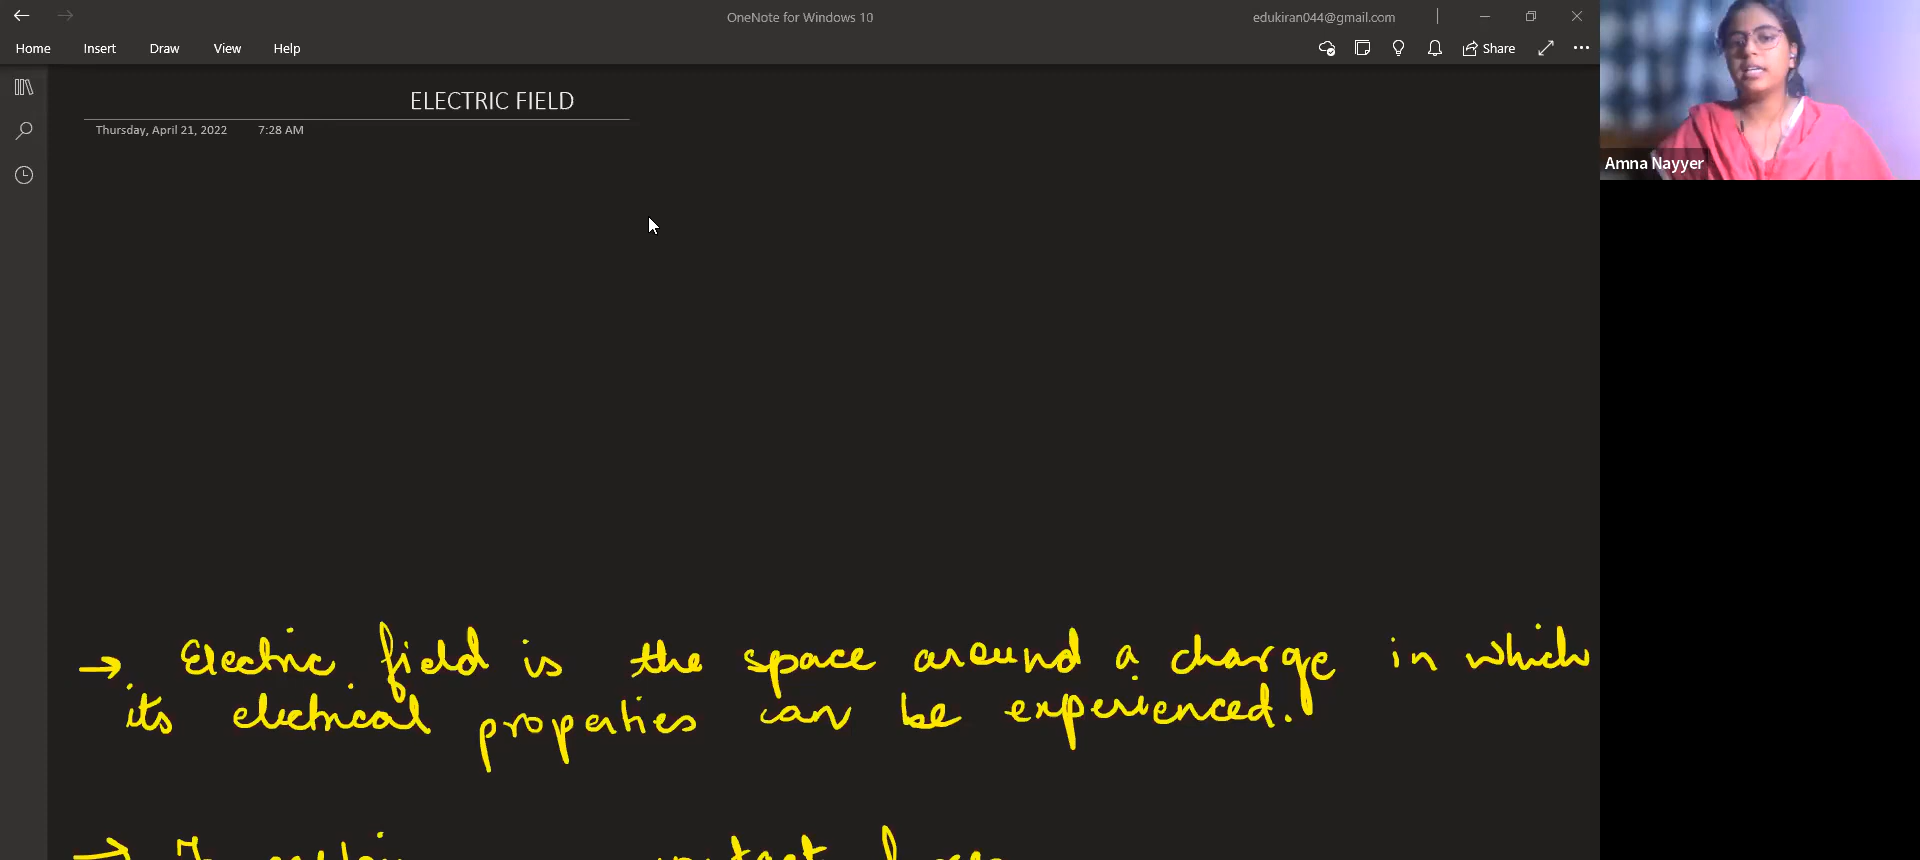 OneNote for Windows 10
edukiran044@gmail.com
Home Insert Draw View Help
Share
ELECTRIC FIELD
Thursday, April 21, 2022 7:28 AM
Amna Nayyer
→ Electric field is the space around a charge in which
its electrical properties can be experienced.